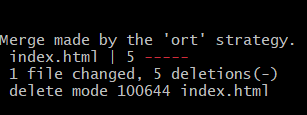 Merge made by the 'ort' strategy.
 index.html | 5 -----
 1 file changed, 5 deletions(-)
 delete mode 100644 index.html